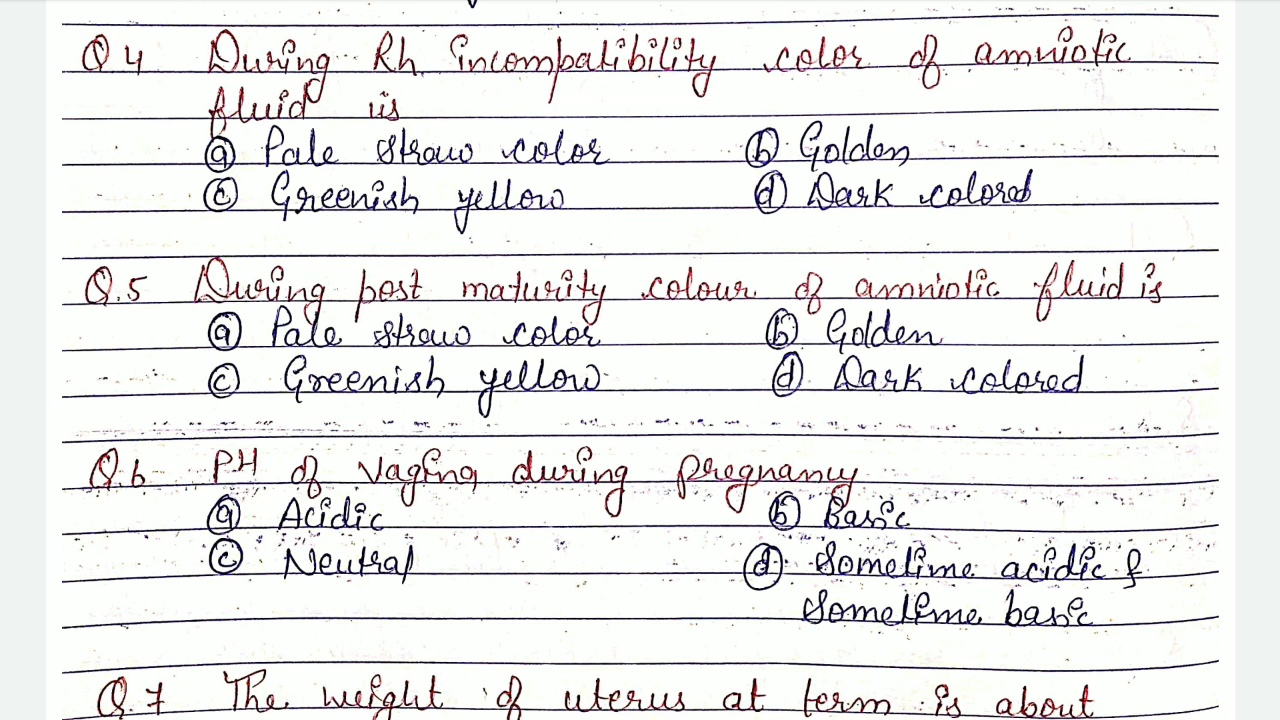 Q 4 During Rh incompatibility color of amniotic
fluid is
(a) Pale straw color (b) Golden
(c) Greenish yellow (d) Dark colored
Q.5 During post maturity colour of amniotic fluid is
(a) Pale straw color (b) Golden
(c) Greenish yellow (d) Dark colored
Q.6 PH of vagina during pregnancy
(a) Acidic (b) Basic
(c) Neutral (d) Sometime acidic &
Sometime basic
Q.7 The weight of uterus at term is about